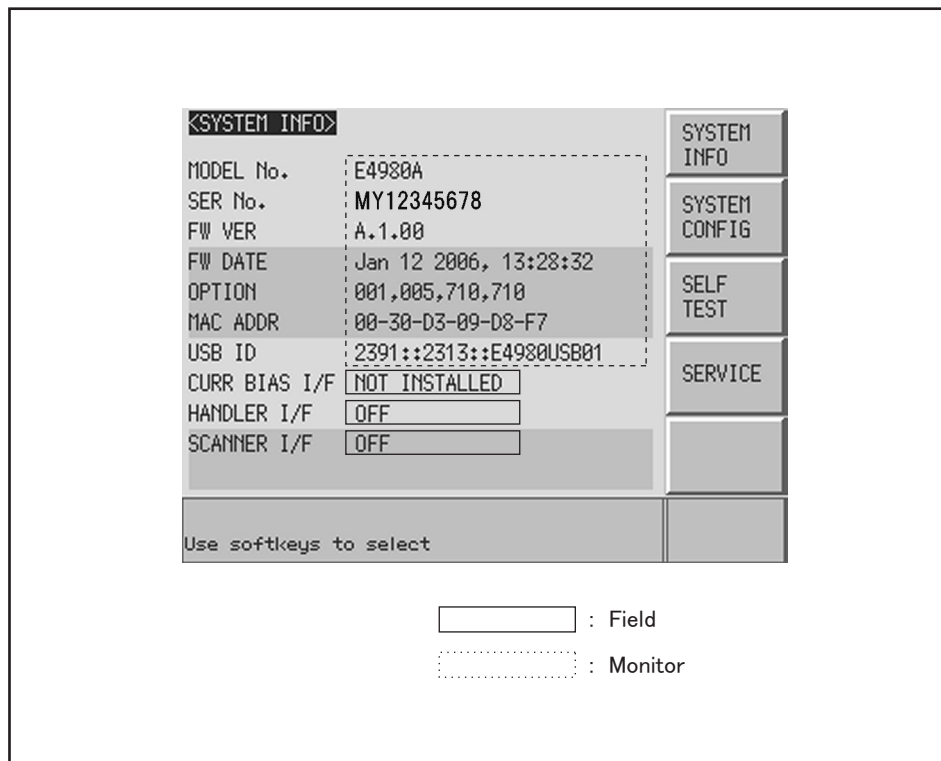 <SYSTEM INFO>
MODEL No. E4980A
SER No. MY12345678
FW VER A.1.00
FW DATE Jan 12 2006, 13:28:32
OPTION 001,005,710,710
MAC ADDR 00-30-D3-09-D8-F7
USB ID 2391::2313::E4980USB01
CURR BIAS I/F NOT INSTALLED
HANDLER I/F OFF
SCANNER I/F OFF
Use softkeys to select
SYSTEM
INFO
SYSTEM
CONFIG
SELF
TEST
SERVICE
: Field
: Monitor